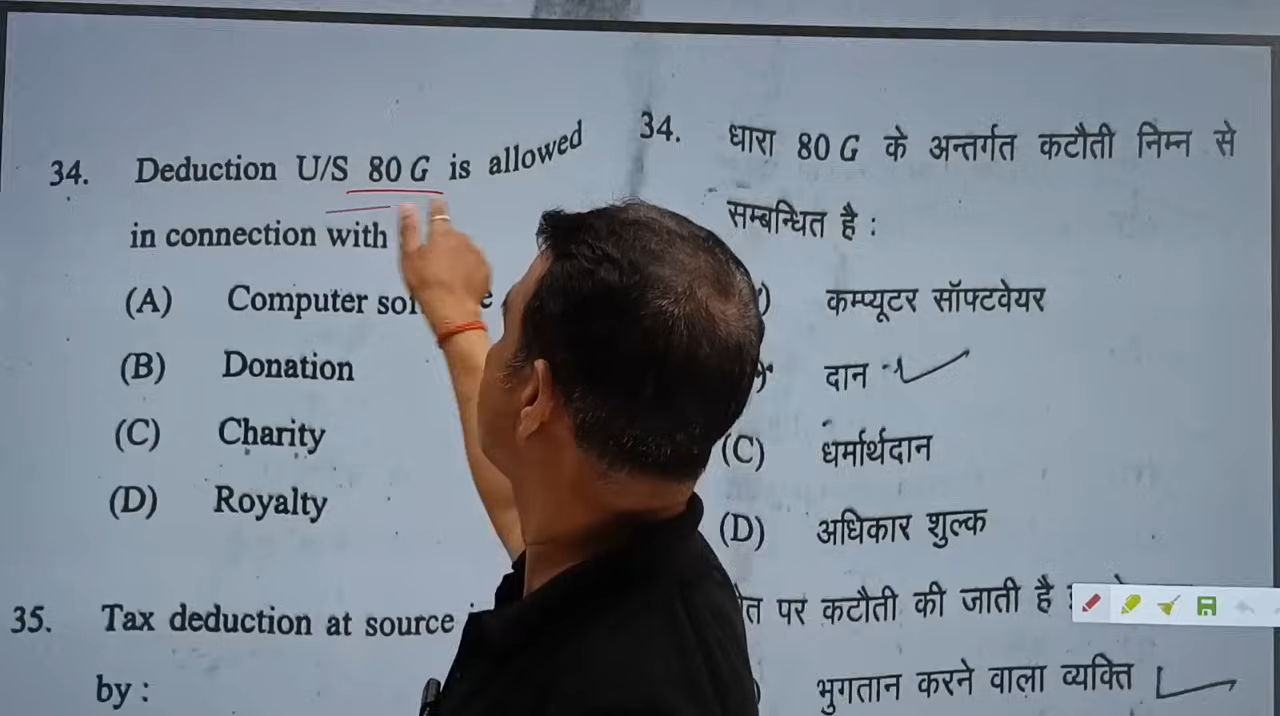 34. Deduction U/S 80 G is allowed
in connection with
(A) Computer
(B) Donation
(C) Charity
(D) Royalty
35. Tax deduction at source
by :
34. धारा 80 G के अन्तर्गत कटौती निम्न से
सम्बन्धित है :
कम्प्यूटर सॉफ्टवेयर
दान
(C) धर्मार्थदान
(D) अधिकार शुल्क
पर कटौती की जाती है
भुगतान करने वाला व्यक्ति